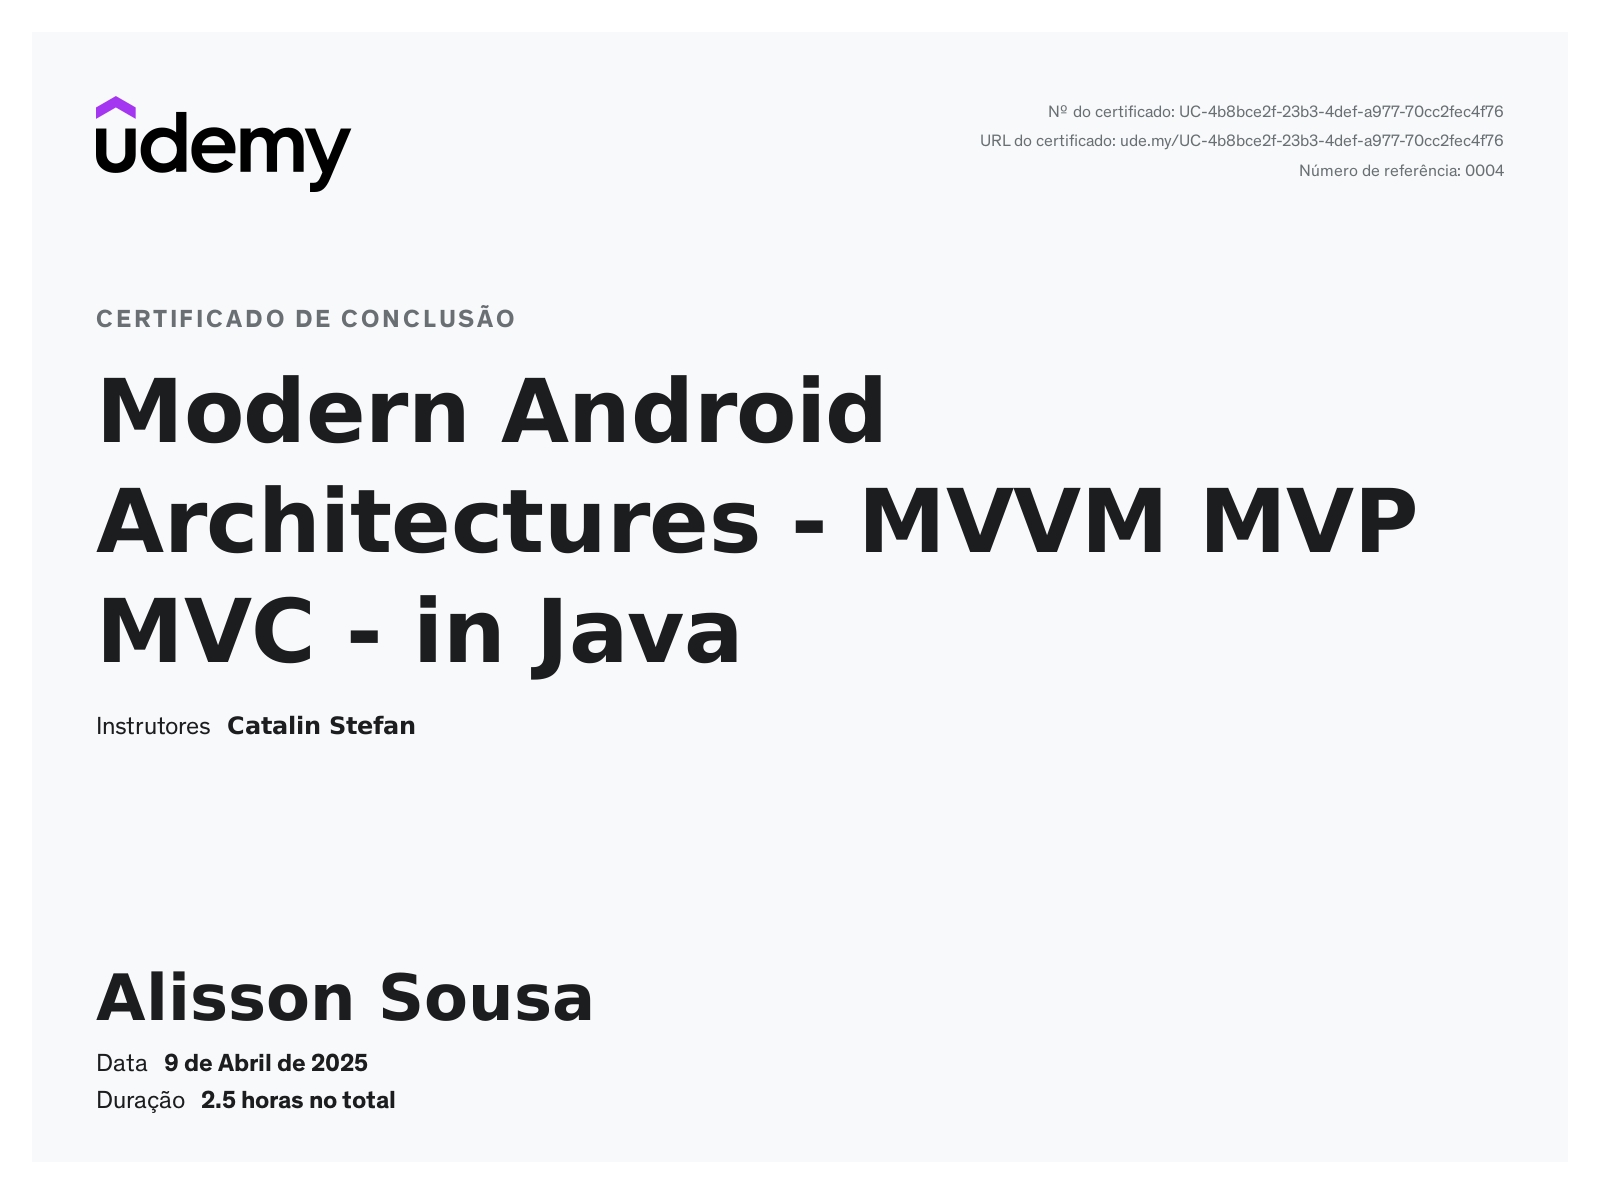 udemy
Nº do certificado: UC-4b8bce2f-23b3-4def-a977-70cc2fec4f76
URL do certificado: ude.my/UC-4b8bce2f-23b3-4def-a977-70cc2fec4f76
Número de referência: 0004
CERTIFICADO DE CONCLUSÃO
Modern Android
Architectures - MVVM MVP
MVC - in Java
Instrutores Catalin Stefan
Alisson Sousa
Data 9 de Abril de 2025
Duração 2.5 horas no total